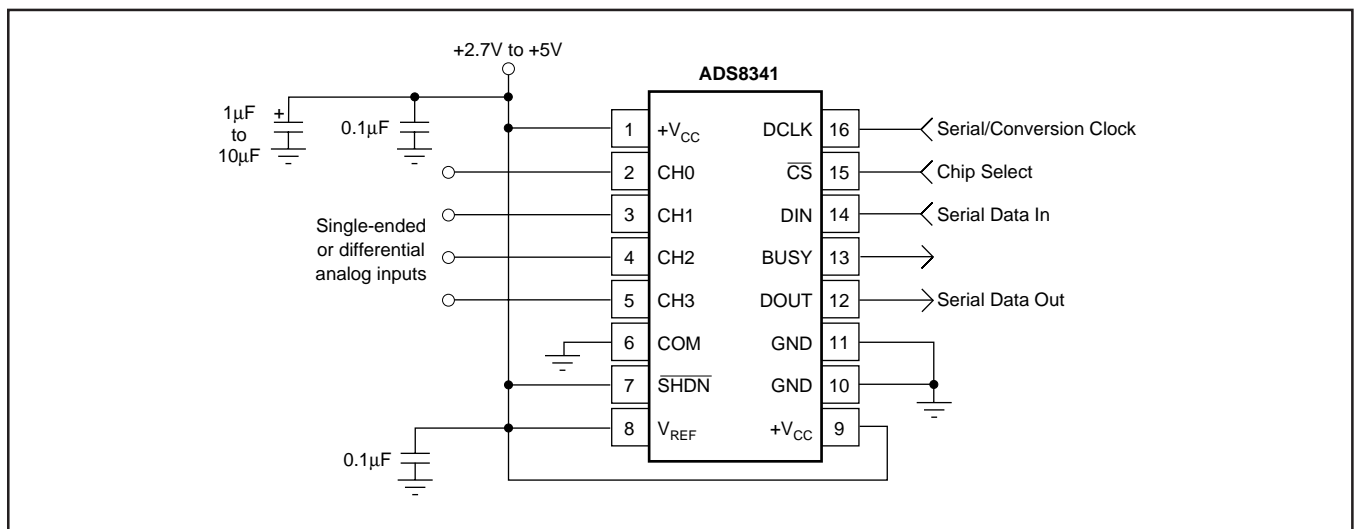 +2.7V to +5V
ADS8341
1µF
to
10µF
+
0.1µF
1 +VCC DCLK 16 Serial/Conversion Clock
2 CH0 CS 15 Chip Select
3 CH1 DIN 14 Serial Data In
Single-ended
or differential
analog inputs
4 CH2 BUSY 13
5 CH3 DOUT 12 Serial Data Out
6 COM GND 11
7 SHDN GND 10
8 VREF +VCC 9
0.1µF